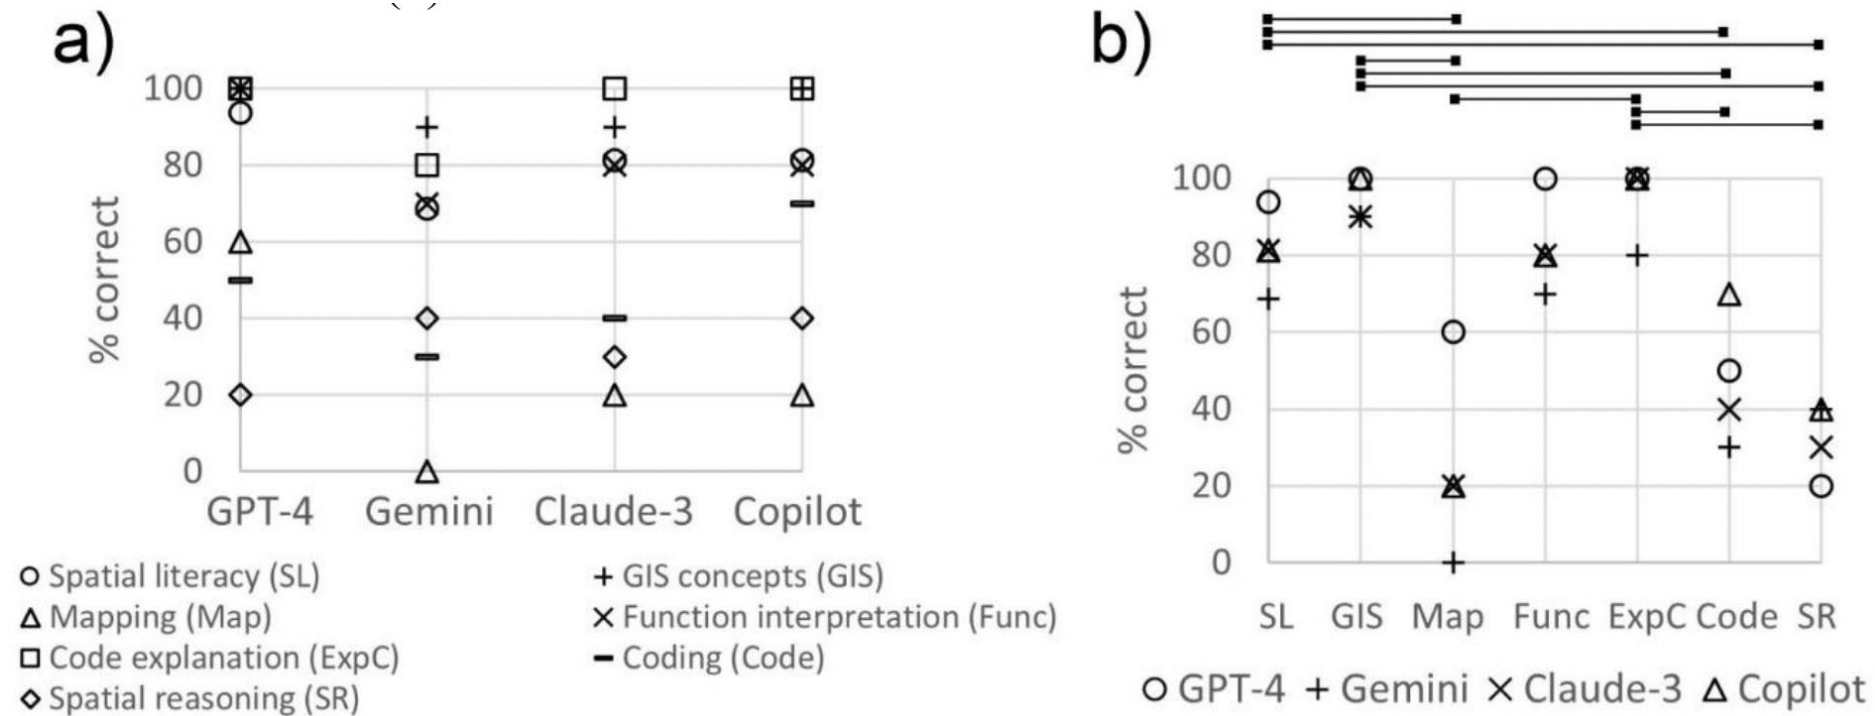 a)
100
80
60
40
20
0
% correct
GPT-4 Gemini Claude-3 Copilot
Spatial literacy (SL) GIS concepts (GIS)
Mapping (Map) Function interpretation (Func)
Code explanation (ExpC) Coding (Code)
Spatial reasoning (SR)
b)
100
80
60
40
20
0
% correct
SL GIS Map Func ExpC Code SR
GPT-4 Gemini Claude-3 Copilot